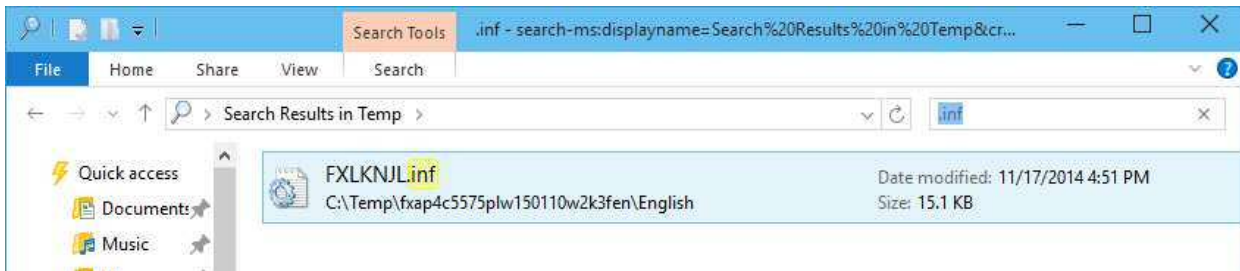 Search Tools .inf - search-ms:displayname=Search%20Results%20in%20Temp&cr...
File Home Share View Search
Search Results in Temp .inf
Quick access
Documents
Music
FXLKNJL.inf
C:\Temp\fxap4c5575plw150110w2k3fen\English
Date modified: 11/17/2014 4:51 PM
Size: 15.1 KB